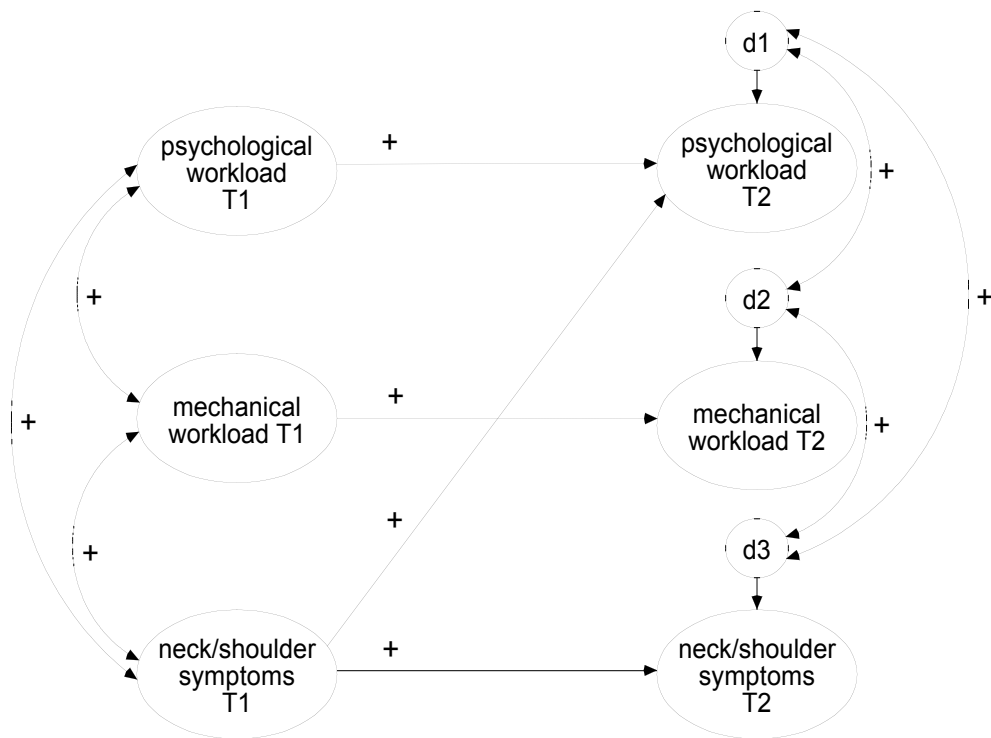 d1
psychological
workload
T1
+
psychological
workload
T2
+
+
d2
+
mechanical
workload T1
+
mechanical
workload T2
+
+
+
+
d3
neck/shoulder
symptoms
T1
+
neck/shoulder
symptoms
T2